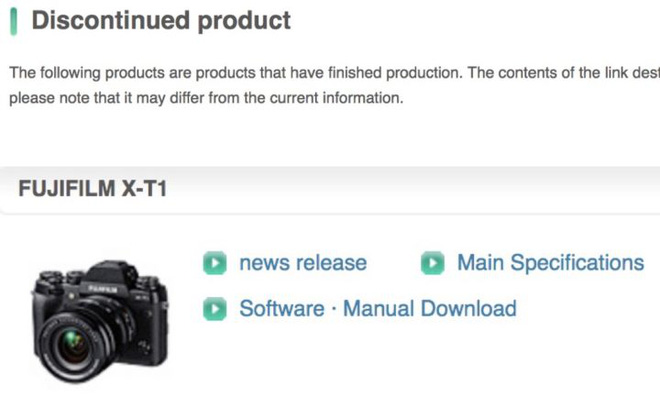 Discontinued product
The following products are products that have finished production. The contents of the link dest
please note that it may differ from the current information.
FUJIFILM X-T1
news release
Main Specifications
Software · Manual Download
FUJIFILM